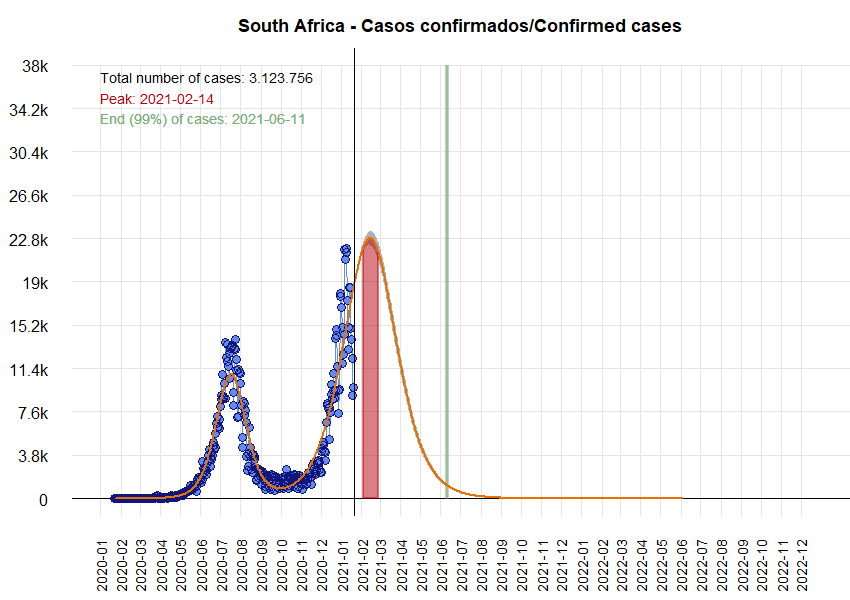 South Africa - Casos confirmados/Confirmed cases
38k
Total number of cases: 3.123.756
Peak: 2021-02-14
End (99%) of cases: 2021-06-11
34.2k
30.4k
26.6k
22.8k
19k
15.2k
11.4k
7.6k
3.8k
0
2020-01
2020-02
2020-03
2020-04
2020-05
2020-06
2020-07
2020-08
2020-09
2020-10
2020-11
2020-12
2021-01
2021-02
2021-03
2021-04
2021-05
2021-06
2021-07
2021-08
2021-09
2021-10
2021-11
2021-12
2022-01
2022-02
2022-03
2022-04
2022-05
2022-06
2022-07
2022-08
2022-09
2022-10
2022-11
2022-12